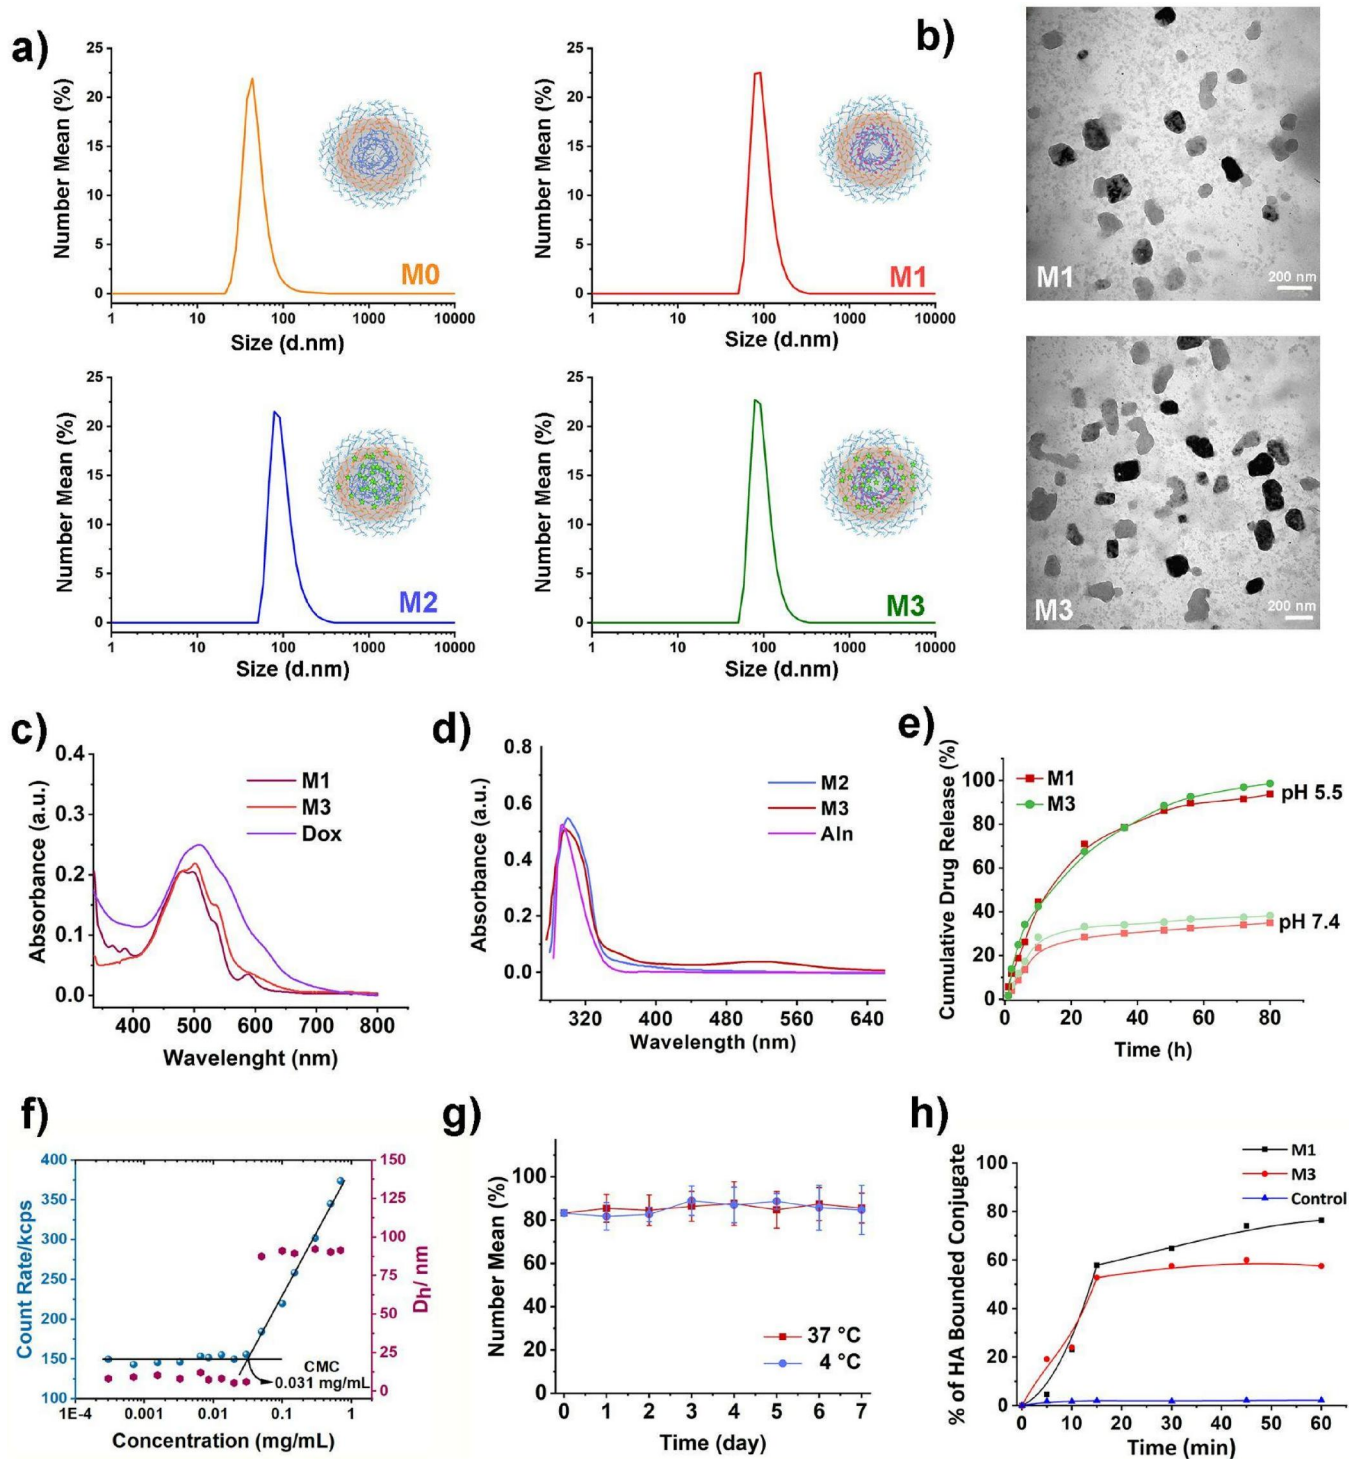 a)
25
20
15
10
5
0
Number Mean (%)
M0
1 10 100 1000 10000
Size (d.nm)
25
20
15
10
5
0
Number Mean (%)
M1
1 10 100 1000 10000
Size (d.nm)
25
20
15
10
5
0
Number Mean (%)
M2
1 10 100 1000 10000
Size (d.nm)
25
20
15
10
5
0
Number Mean (%)
M3
1 10 100 1000 10000
Size (d.nm)
b)
M1
200 nm
M3
200 nm
c)
0.4
0.3
0.2
0.1
0.0
Absorbance (a.u.)
M1
M3
Dox
400 500 600 700 800
Wavelenght (nm)
d)
0.8
0.6
0.4
0.2
0.0
Absorbance (a.u.)
M2
M3
Aln
320 400 480 560 640
Wavelength (nm)
e)
100
80
60
40
20
0
Cumulative Drug Release (%)
M1
M3
pH 5.5
pH 7.4
0 20 40 60 80
Time (h)
f)
400
350
300
250
200
150
100
Count Rate/kcps
150
125
100
75
50
25
0
Dh/ nm
CMC
0.031 mg/mL
1E-4 0.001 0.01 0.1 1
Concentration (mg/mL)
g)
100
80
60
40
20
0
Number Mean (%)
37 °C
4 °C
0 1 2 3 4 5 6 7
Time (day)
h)
100
80
60
40
20
0
% of HA Bounded Conjugate
M1
M3
Control
0 10 20 30 40 50 60
Time (min)